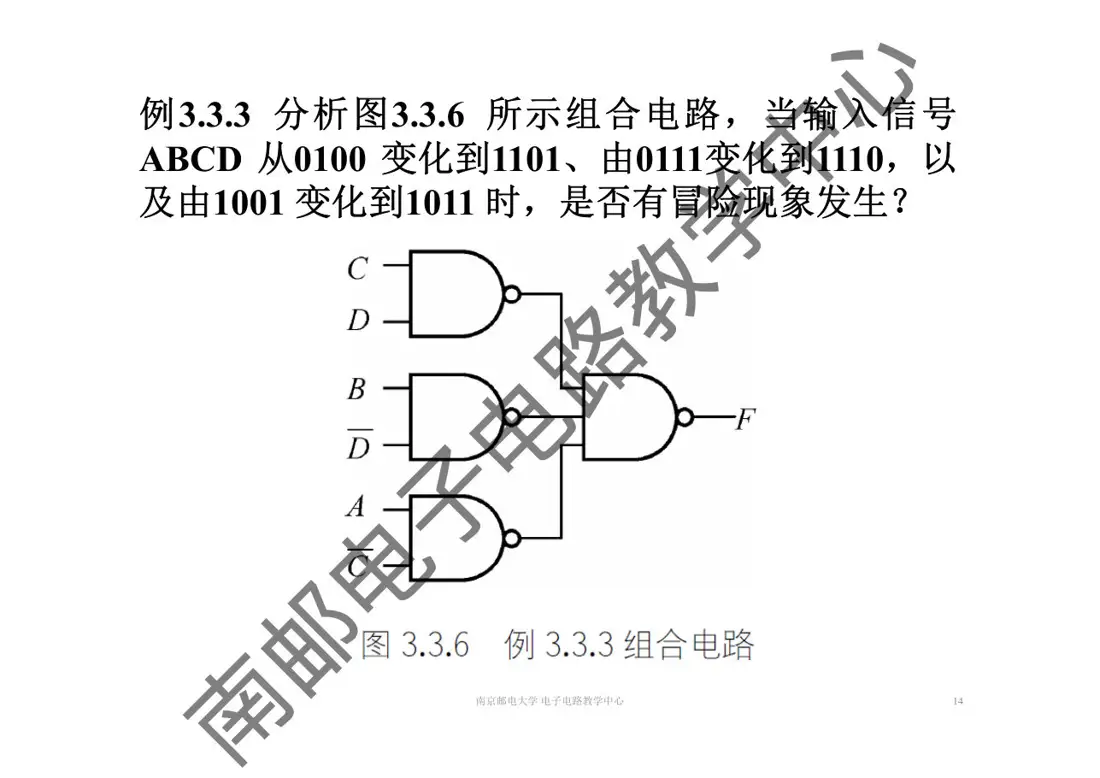 例3.3.3 分析图3.3.6 所示组合电路，当输入信号
ABCD 从0100 变化到1101、由0111变化到1110，以
及由1001 变化到1011 时，是否有冒险现象发生？
C
D
B
D̅
F
A
C̅
图 3.3.6 例 3.3.3 组合电路
南京邮电大学 电子电路教学中心
14
南邮电子电路教学中心